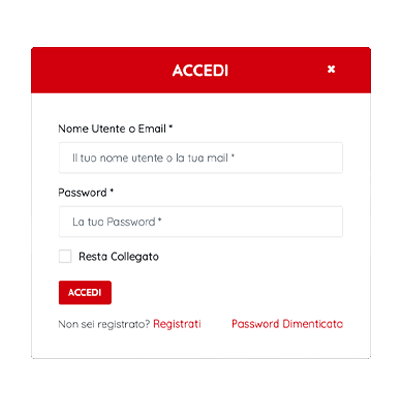 ACCEDI ✖
Nome Utente o Email *
Il tuo nome utente o la tua mail *
Password *
La tua Password *
Resta Collegato
ACCEDI
Non sei registrato? Registrati Password Dimenticata